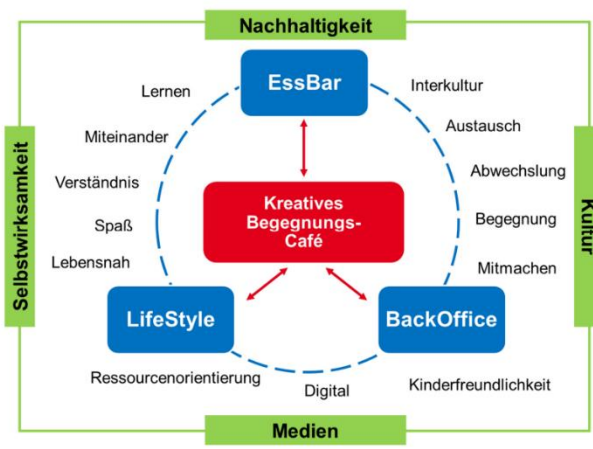 Nachhaltigkeit
EssBar
Lernen
Interkultur
Miteinander
Austausch
Verständnis
Abwechslung
Spaß
Begegnung
Lebensnah
Mitmachen
Selbstwirksamkeit
Kultur
Kreatives
Begegnungs-
Café
LifeStyle
BackOffice
Ressourcenorientierung
Digital
Kinderfreundlichkeit
Medien